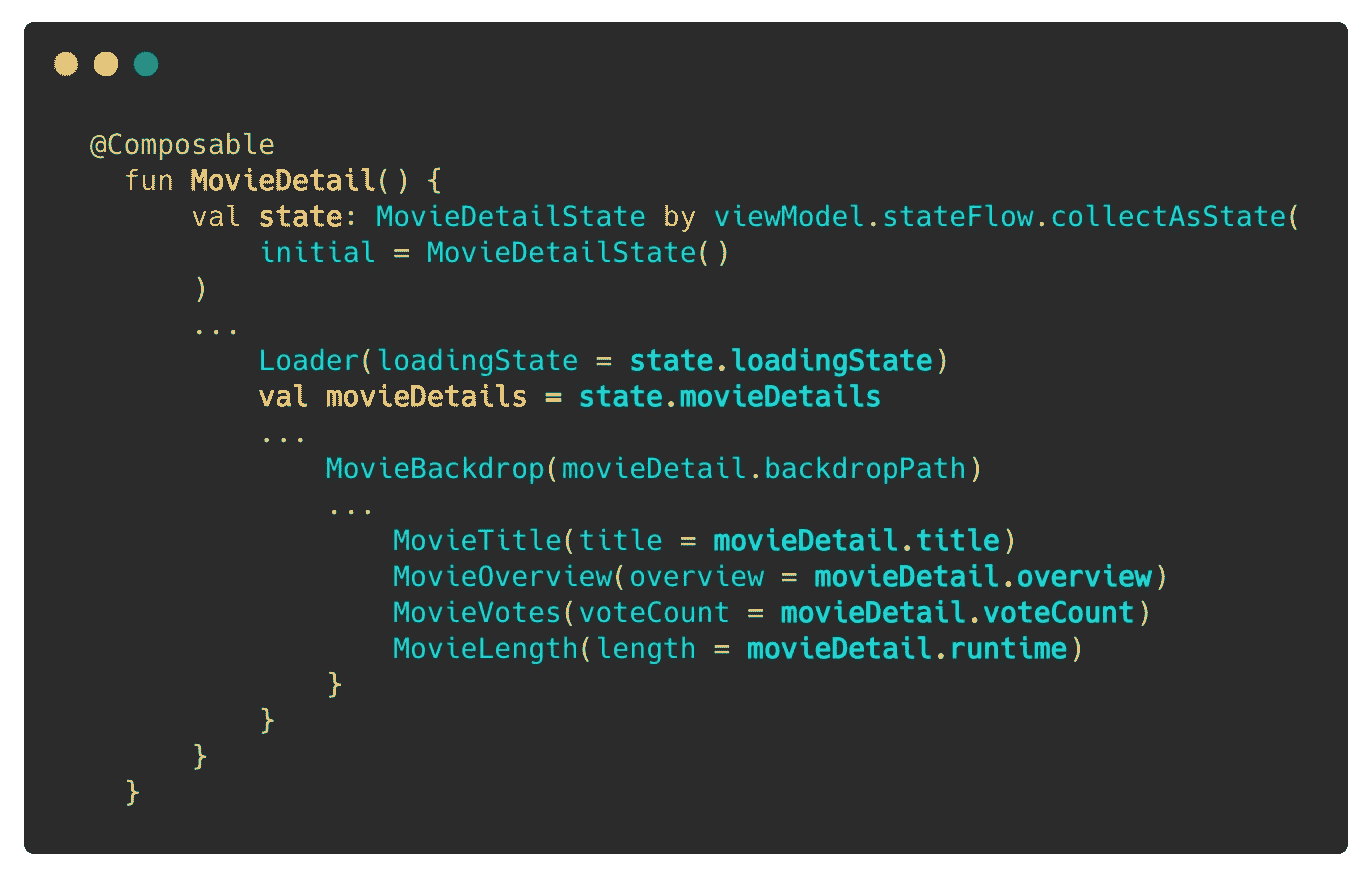 @Composable
fun MovieDetail() {
val state: MovieDetailState by viewModel.stateFlow.collectAsState(
initial = MovieDetailState()
)
...
Loader(loadingState = state.loadingState)
val movieDetails = state.movieDetails
...
MovieBackdrop(movieDetail.backdropPath)
...
MovieTitle(title = movieDetail.title)
MovieOverview(overview = movieDetail.overview)
MovieVotes(voteCount = movieDetail.voteCount)
MovieLength(length = movieDetail.runtime)
}
}
}
}